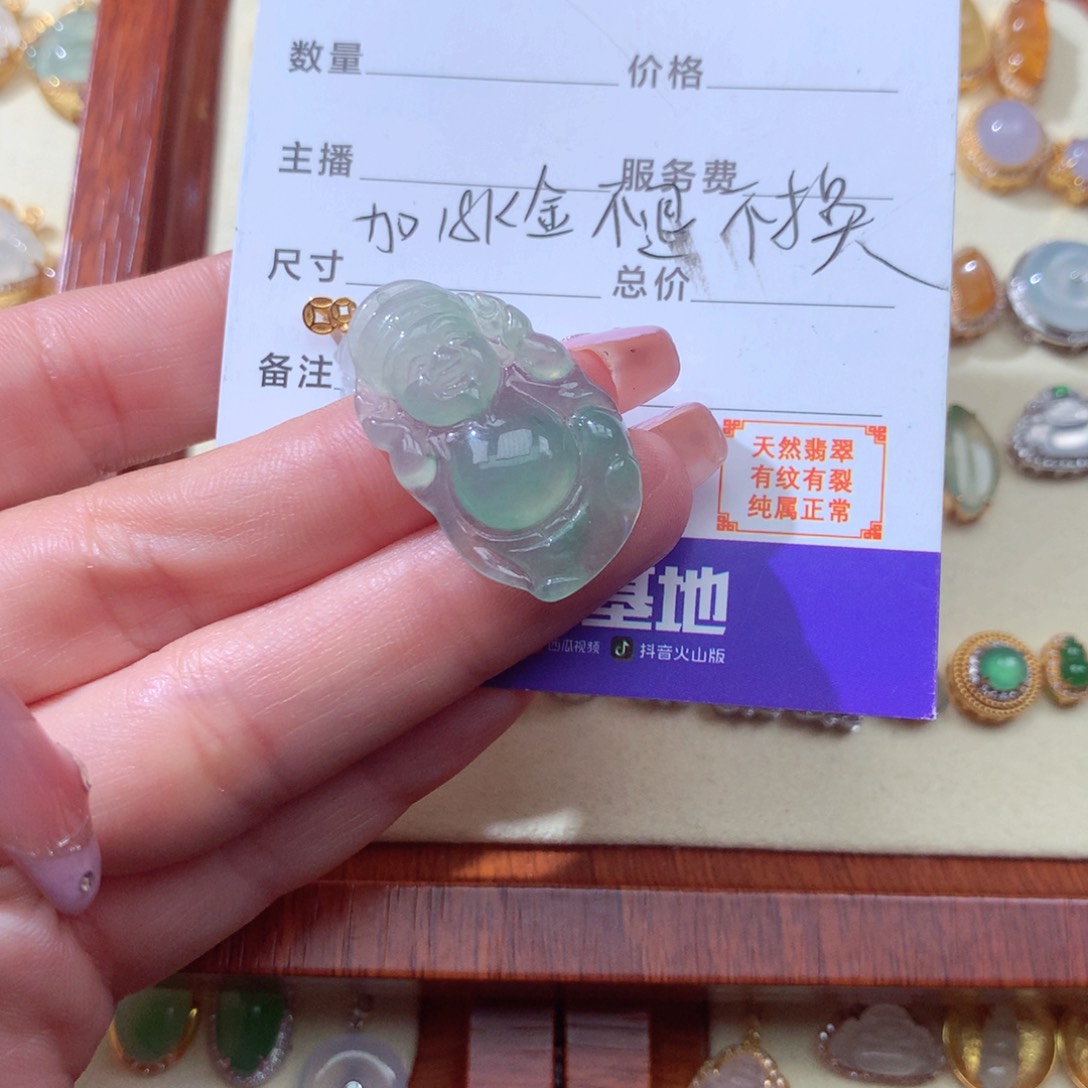 数量 价格
主播 服务费
加18K金 不退 不换
尺寸 总价
备注
天然翡翠
有纹有裂
纯属正常
基地
西瓜视频 抖音火山版